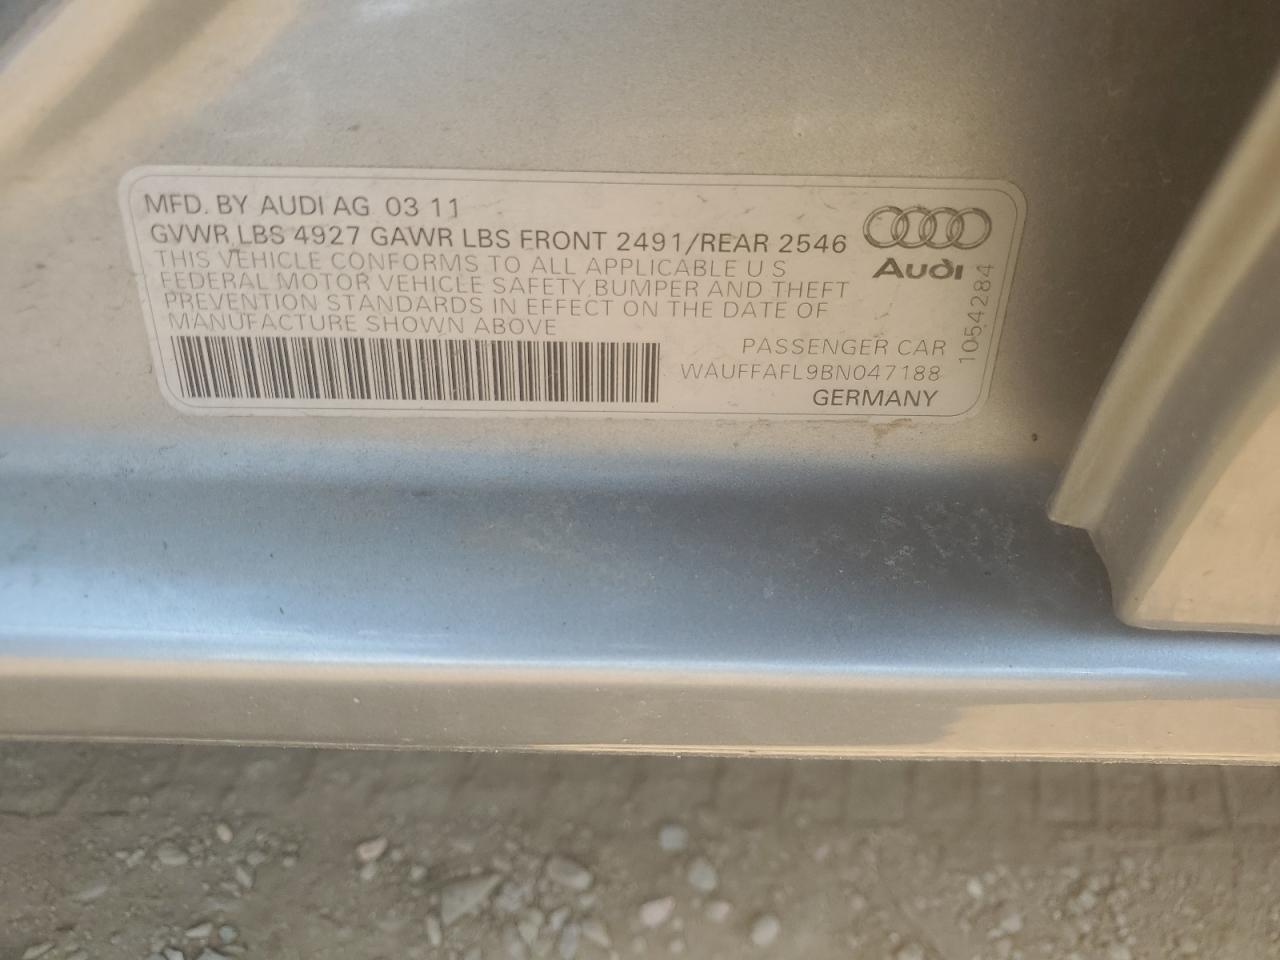 MFD. BY AUDI AG 03 11
GVWR LBS 4927 GAWR LBS FRONT 2491/REAR 2546
THIS VEHICLE CONFORMS TO ALL APPLICABLE U S
FEDERAL MOTOR VEHICLE SAFETY, BUMPER AND THEFT
PREVENTION STANDARDS IN EFFECT ON THE DATE OF
MANUFACTURE SHOWN ABOVE
Audi
1054284
PASSENGER CAR
WAUFFAFL9BN047188
GERMANY